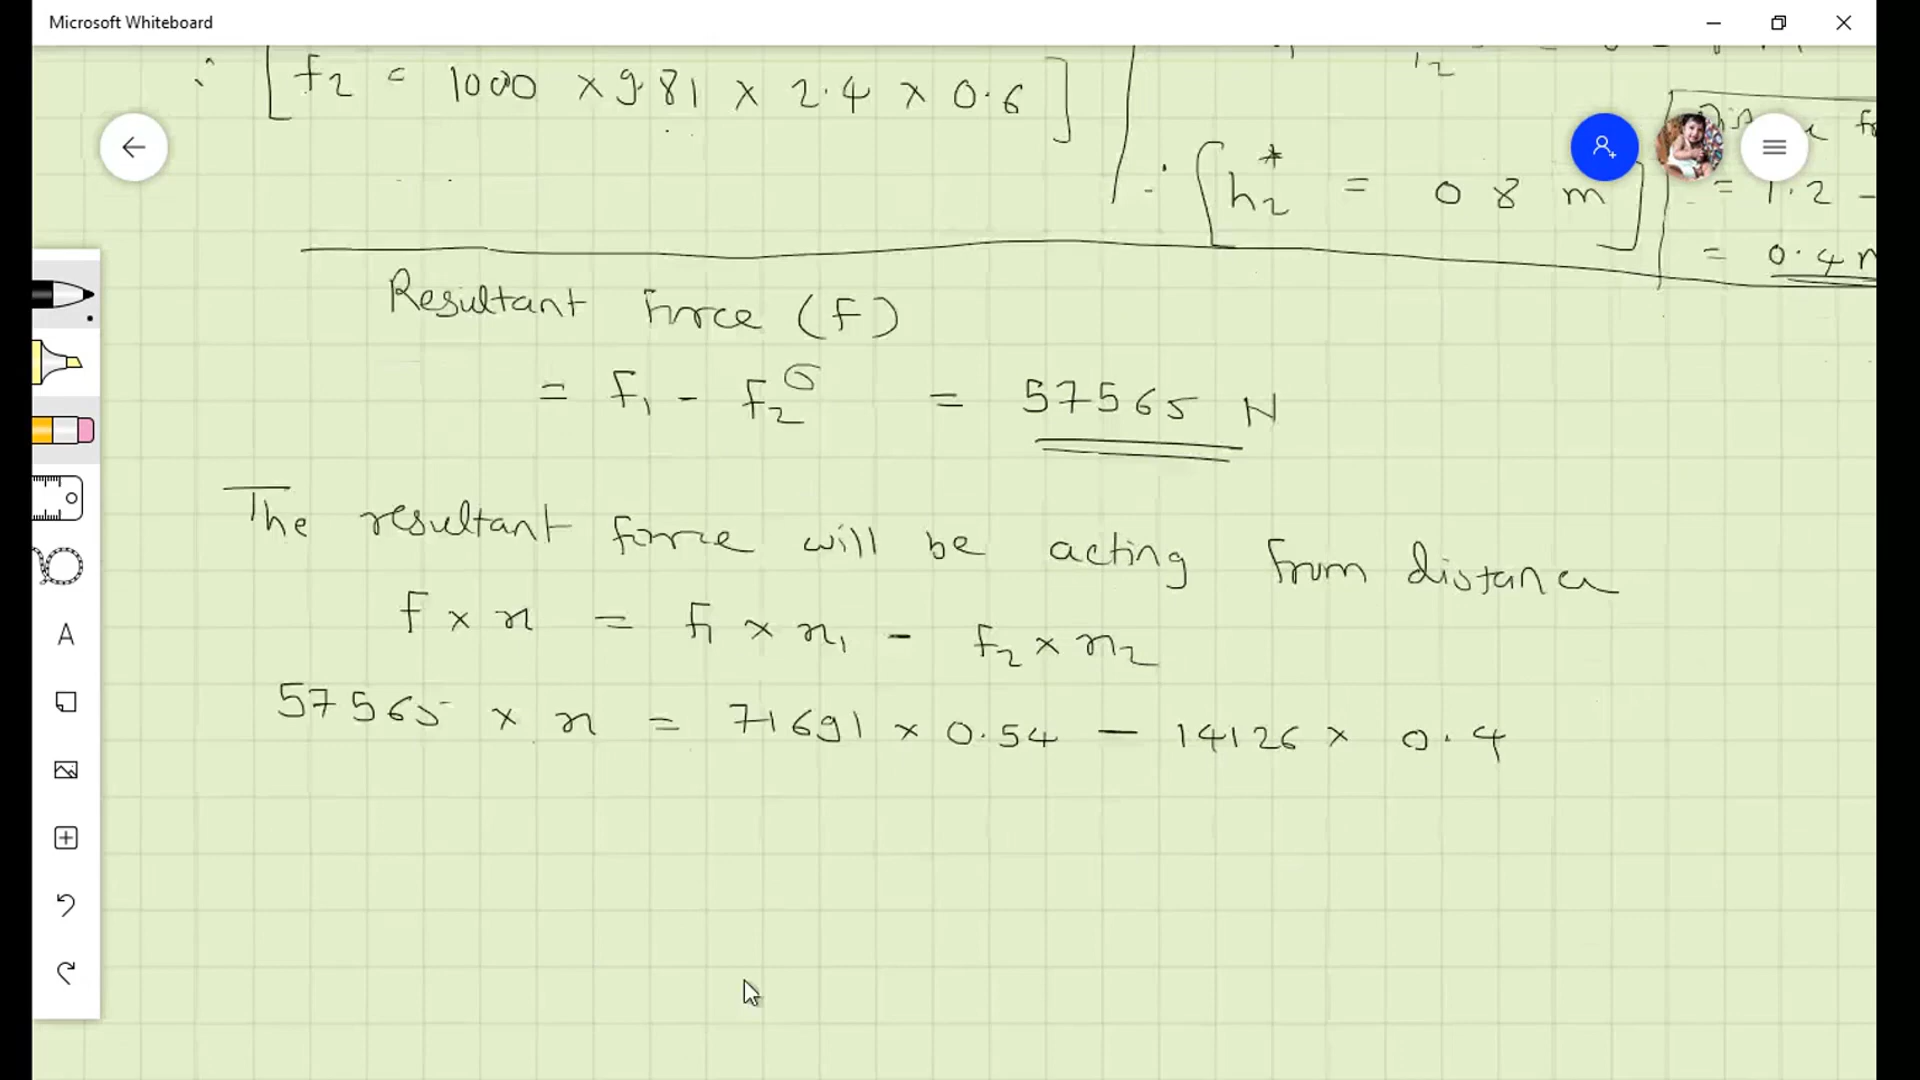 Microsoft Whiteboard
∴ [ F2 = 1000 × 9.81 × 2.4 × 0.6 ]
∴ [ h2* = 0.8 m ]
= 1.2 -
= 0.4
Resultant Force (F)
= F1 - F2 = 57565 N
The resultant force will be acting from distance
F × x = F1 × x1 - F2 × x2
57565 × x = 71691 × 0.54 - 14126 × 0.4
A